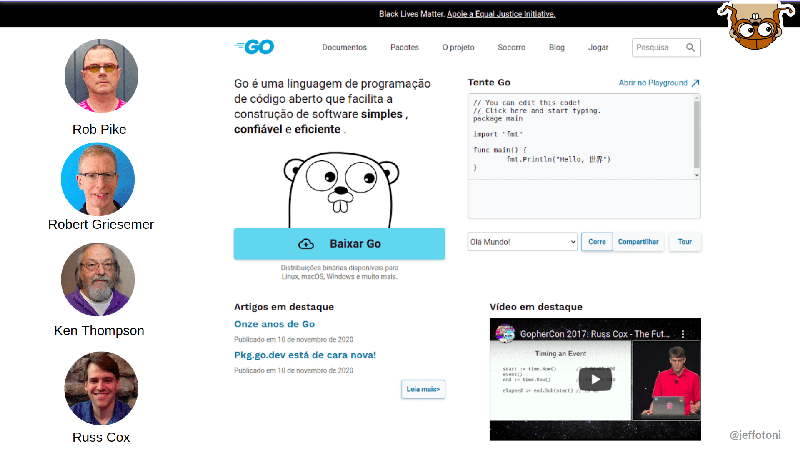 Black Lives Matter. Apoie a Equal Justice Initiative.
GO
Documentos
Pacotes
O projeto
Socorro
Blog
Jogar
Pesquisa
Rob Pike
Robert Griesemer
Ken Thompson
Russ Cox
Go é uma linguagem de programação
de código aberto que facilita a
construção de software simples ,
confiável e eficiente .
Baixar Go
Distribuições binárias disponíveis para
Linux, macOS, Windows e muito mais.
Tente Go
Abrir no Playground
// You can edit this code!
// Click here and start typing.
package main
import "fmt"
func main() {
fmt.Println("Hello, 世界")
}
Olá Mundo!
Corre
Compartilhar
Tour
Artigos em destaque
Onze anos de Go
Publicado em 10 de novembro de 2020
Pkg.go.dev está de cara nova!
Publicado em 10 de novembro de 2020
Leia mais>
Vídeo em destaque
GopherCon 2017: Russ Cox - The Fut...
Timing an Event
start := time.Now()
event()
end := time.Now()
elapsed := end.Sub(start)
@jeffotoni